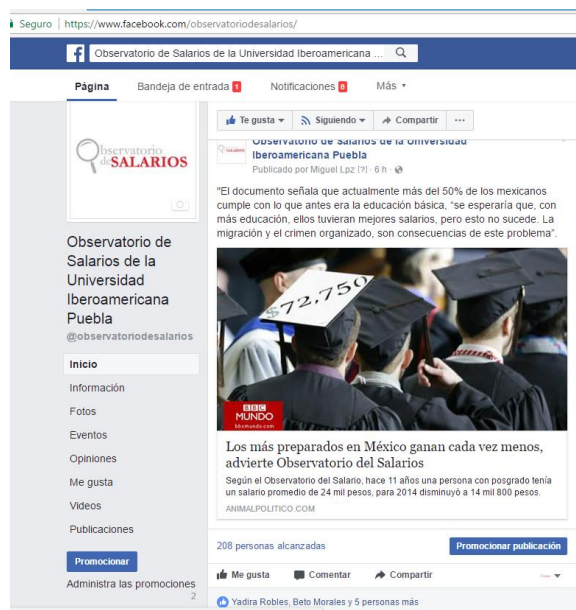 Seguro | https://www.facebook.com/observatoriodesalarios/
Observatorio de Salarios de la Universidad Iberoamericana ...
Página Bandeja de entrada 1 Notificaciones 6 Más
Te gusta Siguiendo Compartir ...
Observatorio de SALARIOS
Observatorio de Salarios de la Universidad
Iberoamericana Puebla
Publicado por Miguel Lpz [?] · 6 h ·
"El documento señala que actualmente más del 50% de los mexicanos
cumple con lo que antes era la educación básica, "se esperaría que, con
más educación, ellos tuvieran mejores salarios, pero esto no sucede. La
migración y el crimen organizado, son consecuencias de este problema".
Observatorio de
Salarios de la
Universidad
Iberoamericana
Puebla
@observatoriodesalarios
Inicio
Información
Fotos
Eventos
Opiniones
Me gusta
Videos
Publicaciones
Promocionar
Administra las promociones
2
$72,750
BBC
MUNDO
bbcmundo.com
Los más preparados en México ganan cada vez menos,
advierte Observatorio del Salarios
Según el Observatorio del Salario, hace 11 años una persona con posgrado tenía
un salario promedio de 24 mil pesos, para 2014 disminuyó a 14 mil 800 pesos.
ANIMALPOLITICO.COM
208 personas alcanzadas Promocionar publicación
Me gusta Comentar Compartir
Yadira Robles, Beto Morales y 5 personas más